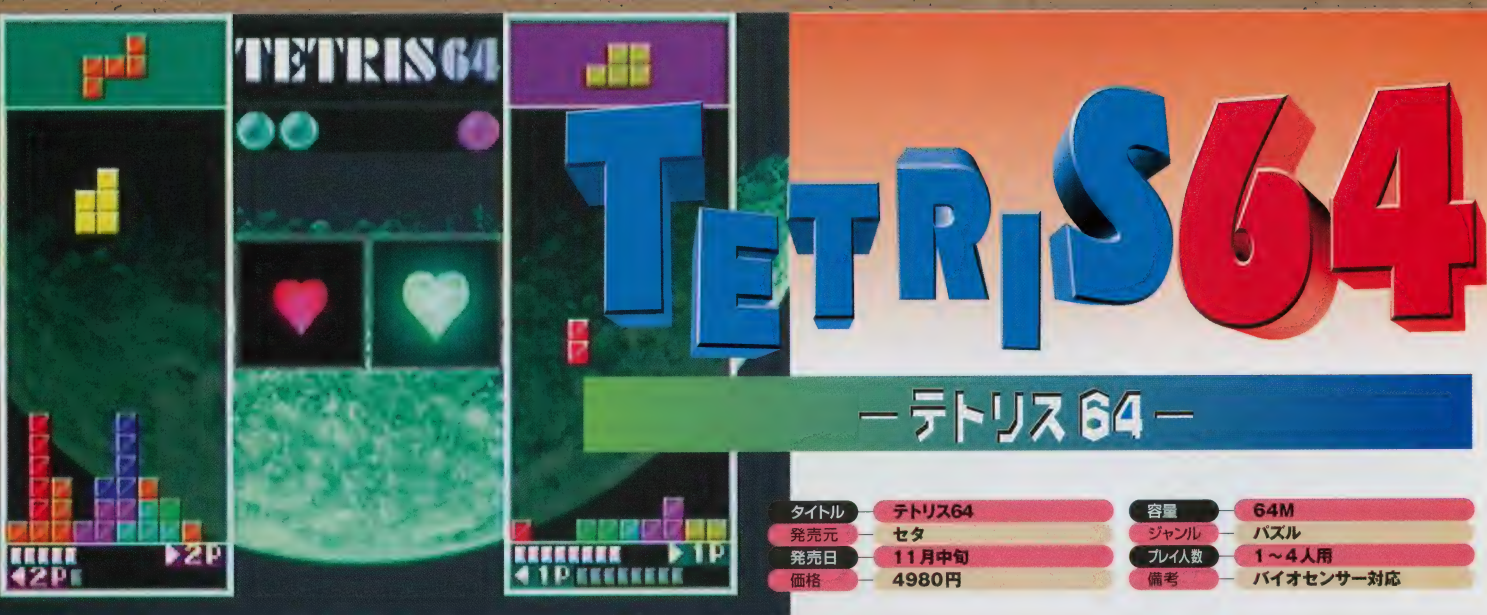 TETRIS64
▶2P
◀2P
▶1P
◀1P
TETRIS64
—テトリス64—
タイトル テトリス64
発売元 セタ
発売日 11月中旬
価格 4980円
容量 64M
ジャンル パズル
プレイ人数 1～4人用
備考 バイオセンサー対応